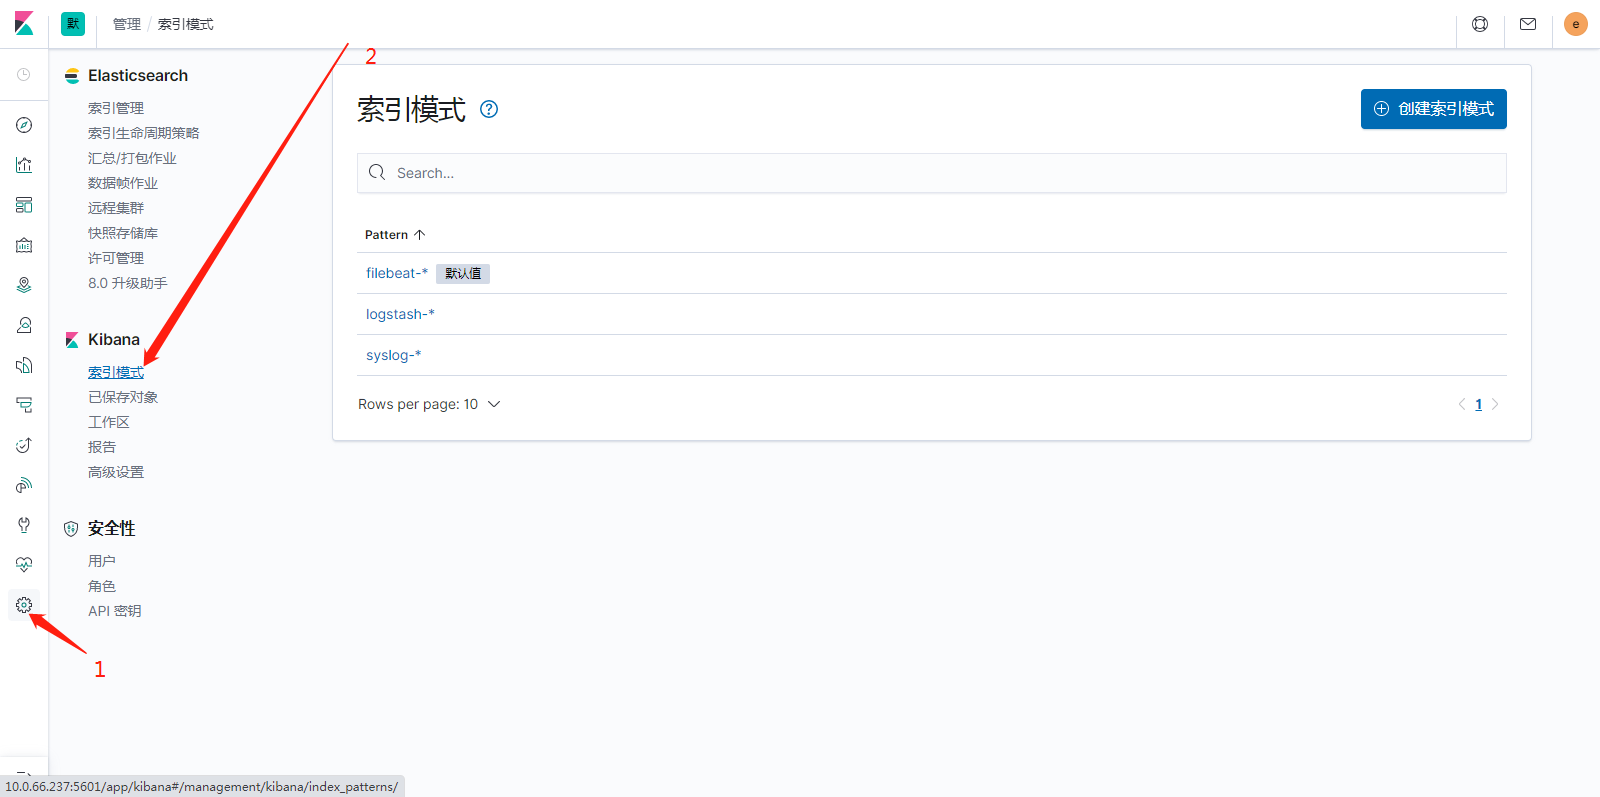 默
管理 / 索引模式
e
2
Elasticsearch
索引管理
索引生命周期策略
汇总/打包作业
数据帧作业
远程集群
快照存储库
许可管理
8.0 升级助手
Kibana
索引模式
已保存对象
工作区
报告
高级设置
安全性
用户
角色
API 密钥
1
索引模式
创建索引模式
Search...
Pattern
filebeat-* 默认值
logstash-*
syslog-*
Rows per page: 10
1
10.0.66.237:5601/app/kibana#/management/kibana/index_patterns/